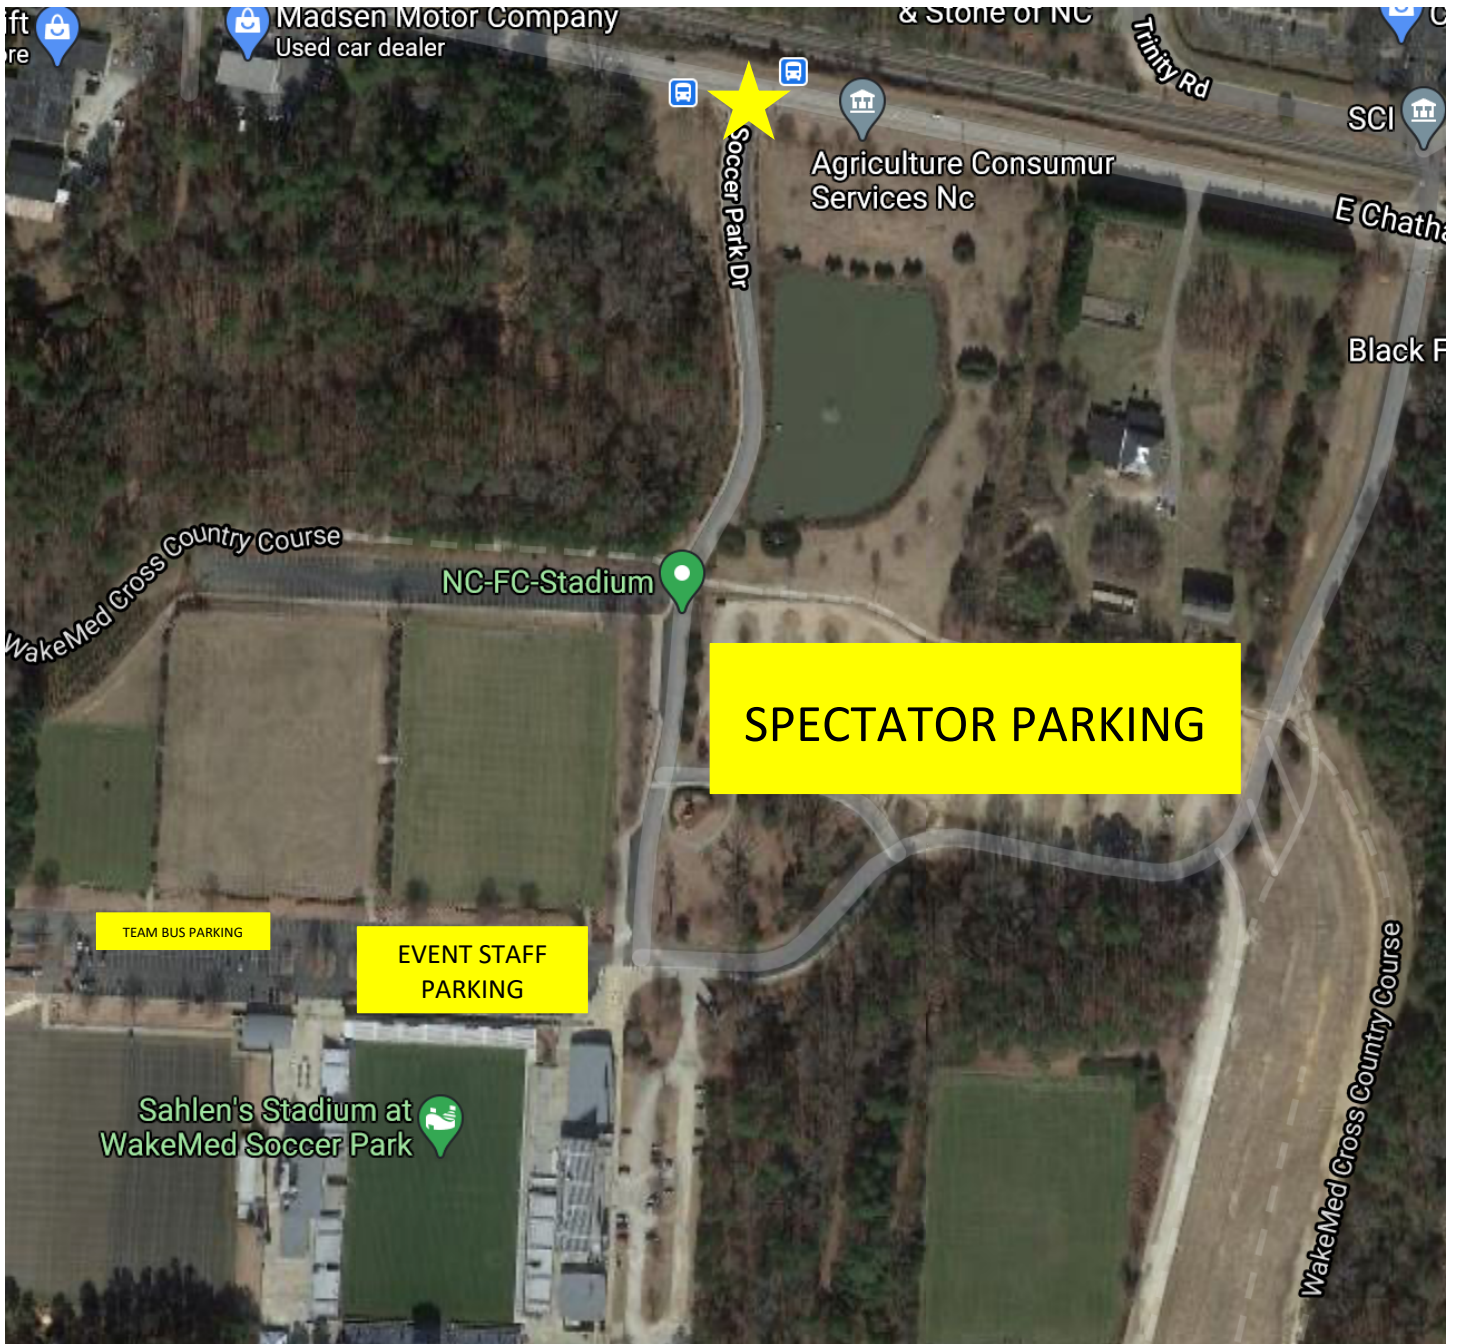 ift
ore
Madsen Motor Company
Used car dealer
& Stone of NC
Trinity Rd
C
SCI
Agriculture Consumur
Services Nc
E Chatha
Soccer Park Dr
Black F
WakeMed Cross Country Course
NC-FC-Stadium
SPECTATOR PARKING
TEAM BUS PARKING
EVENT STAFF
PARKING
Sahlen's Stadium at
WakeMed Soccer Park
WakeMed Cross Country Course